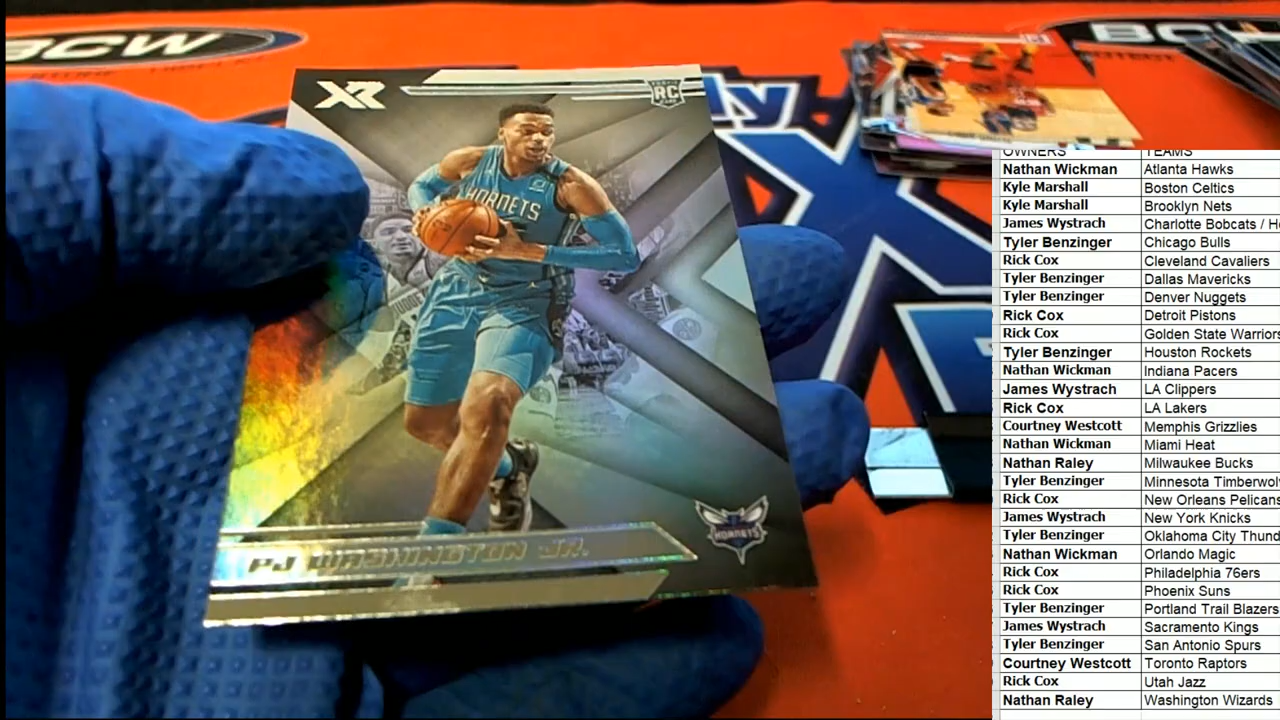 BCW
XR
RC
HORNETS
HORNETS
PJ WASHINGTON JR.
OWNERS TEAMS
Nathan Wickman Atlanta Hawks
Kyle Marshall Boston Celtics
Kyle Marshall Brooklyn Nets
James Wystrach Charlotte Bobcats / Ho
Tyler Benzinger Chicago Bulls
Rick Cox Cleveland Cavaliers
Tyler Benzinger Dallas Mavericks
Tyler Benzinger Denver Nuggets
Rick Cox Detroit Pistons
Rick Cox Golden State Warriors
Tyler Benzinger Houston Rockets
Nathan Wickman Indiana Pacers
James Wystrach LA Clippers
Rick Cox LA Lakers
Courtney Westcott Memphis Grizzlies
Nathan Wickman Miami Heat
Nathan Raley Milwaukee Bucks
Tyler Benzinger Minnesota Timberwol
Rick Cox New Orleans Pelicans
James Wystrach New York Knicks
Tyler Benzinger Oklahoma City Thund
Nathan Wickman Orlando Magic
Rick Cox Philadelphia 76ers
Rick Cox Phoenix Suns
Tyler Benzinger Portland Trail Blazers
James Wystrach Sacramento Kings
Tyler Benzinger San Antonio Spurs
Courtney Westcott Toronto Raptors
Rick Cox Utah Jazz
Nathan Raley Washington Wizards